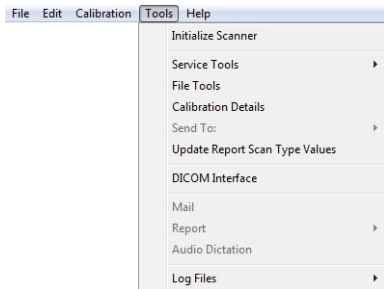 File Edit Calibration Tools Help
Initialize Scanner
Service Tools
File Tools
Calibration Details
Send To:
Update Report Scan Type Values
DICOM Interface
Mail
Report
Audio Dictation
Log Files